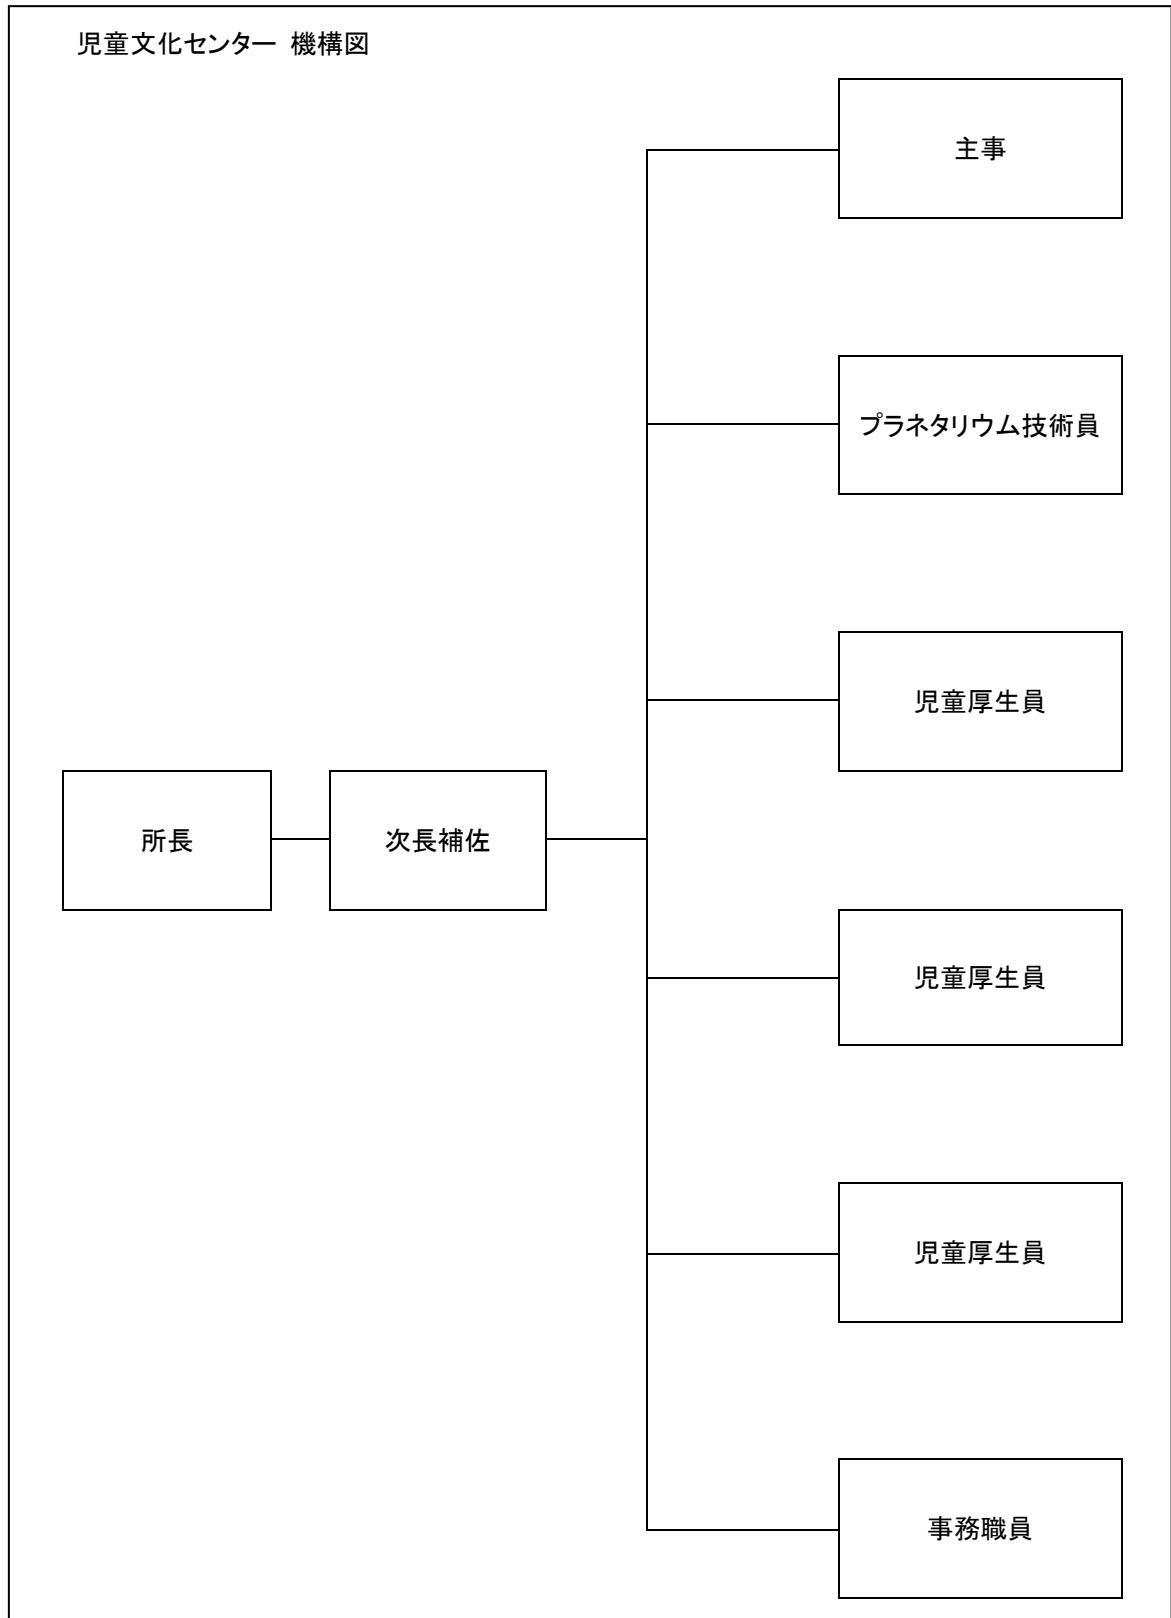 児童文化センター 機構図
主事
プラネタリウム技術員
児童厚生員
所長
次長補佐
児童厚生員
児童厚生員
事務職員